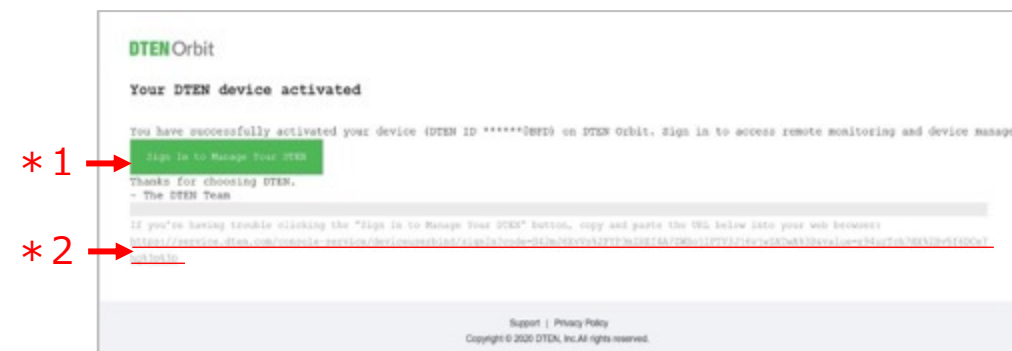 DTEN Orbit
Your DTEN device activated
You have successfully activated your device (DTEN ID ******0BFD) on DTEN Orbit. Sign in to access remote monitoring and device manage
*1
Sign In to Manage Your DTEN
Thanks for choosing DTEN.
- The DTEN Team
If you're having trouble clicking the "Sign In to Manage Your DTEN" button, copy and paste the URL below into your web browser:
*2
Support | Privacy Policy
Copyright © 2020 DTEN, Inc.All rights reserved.